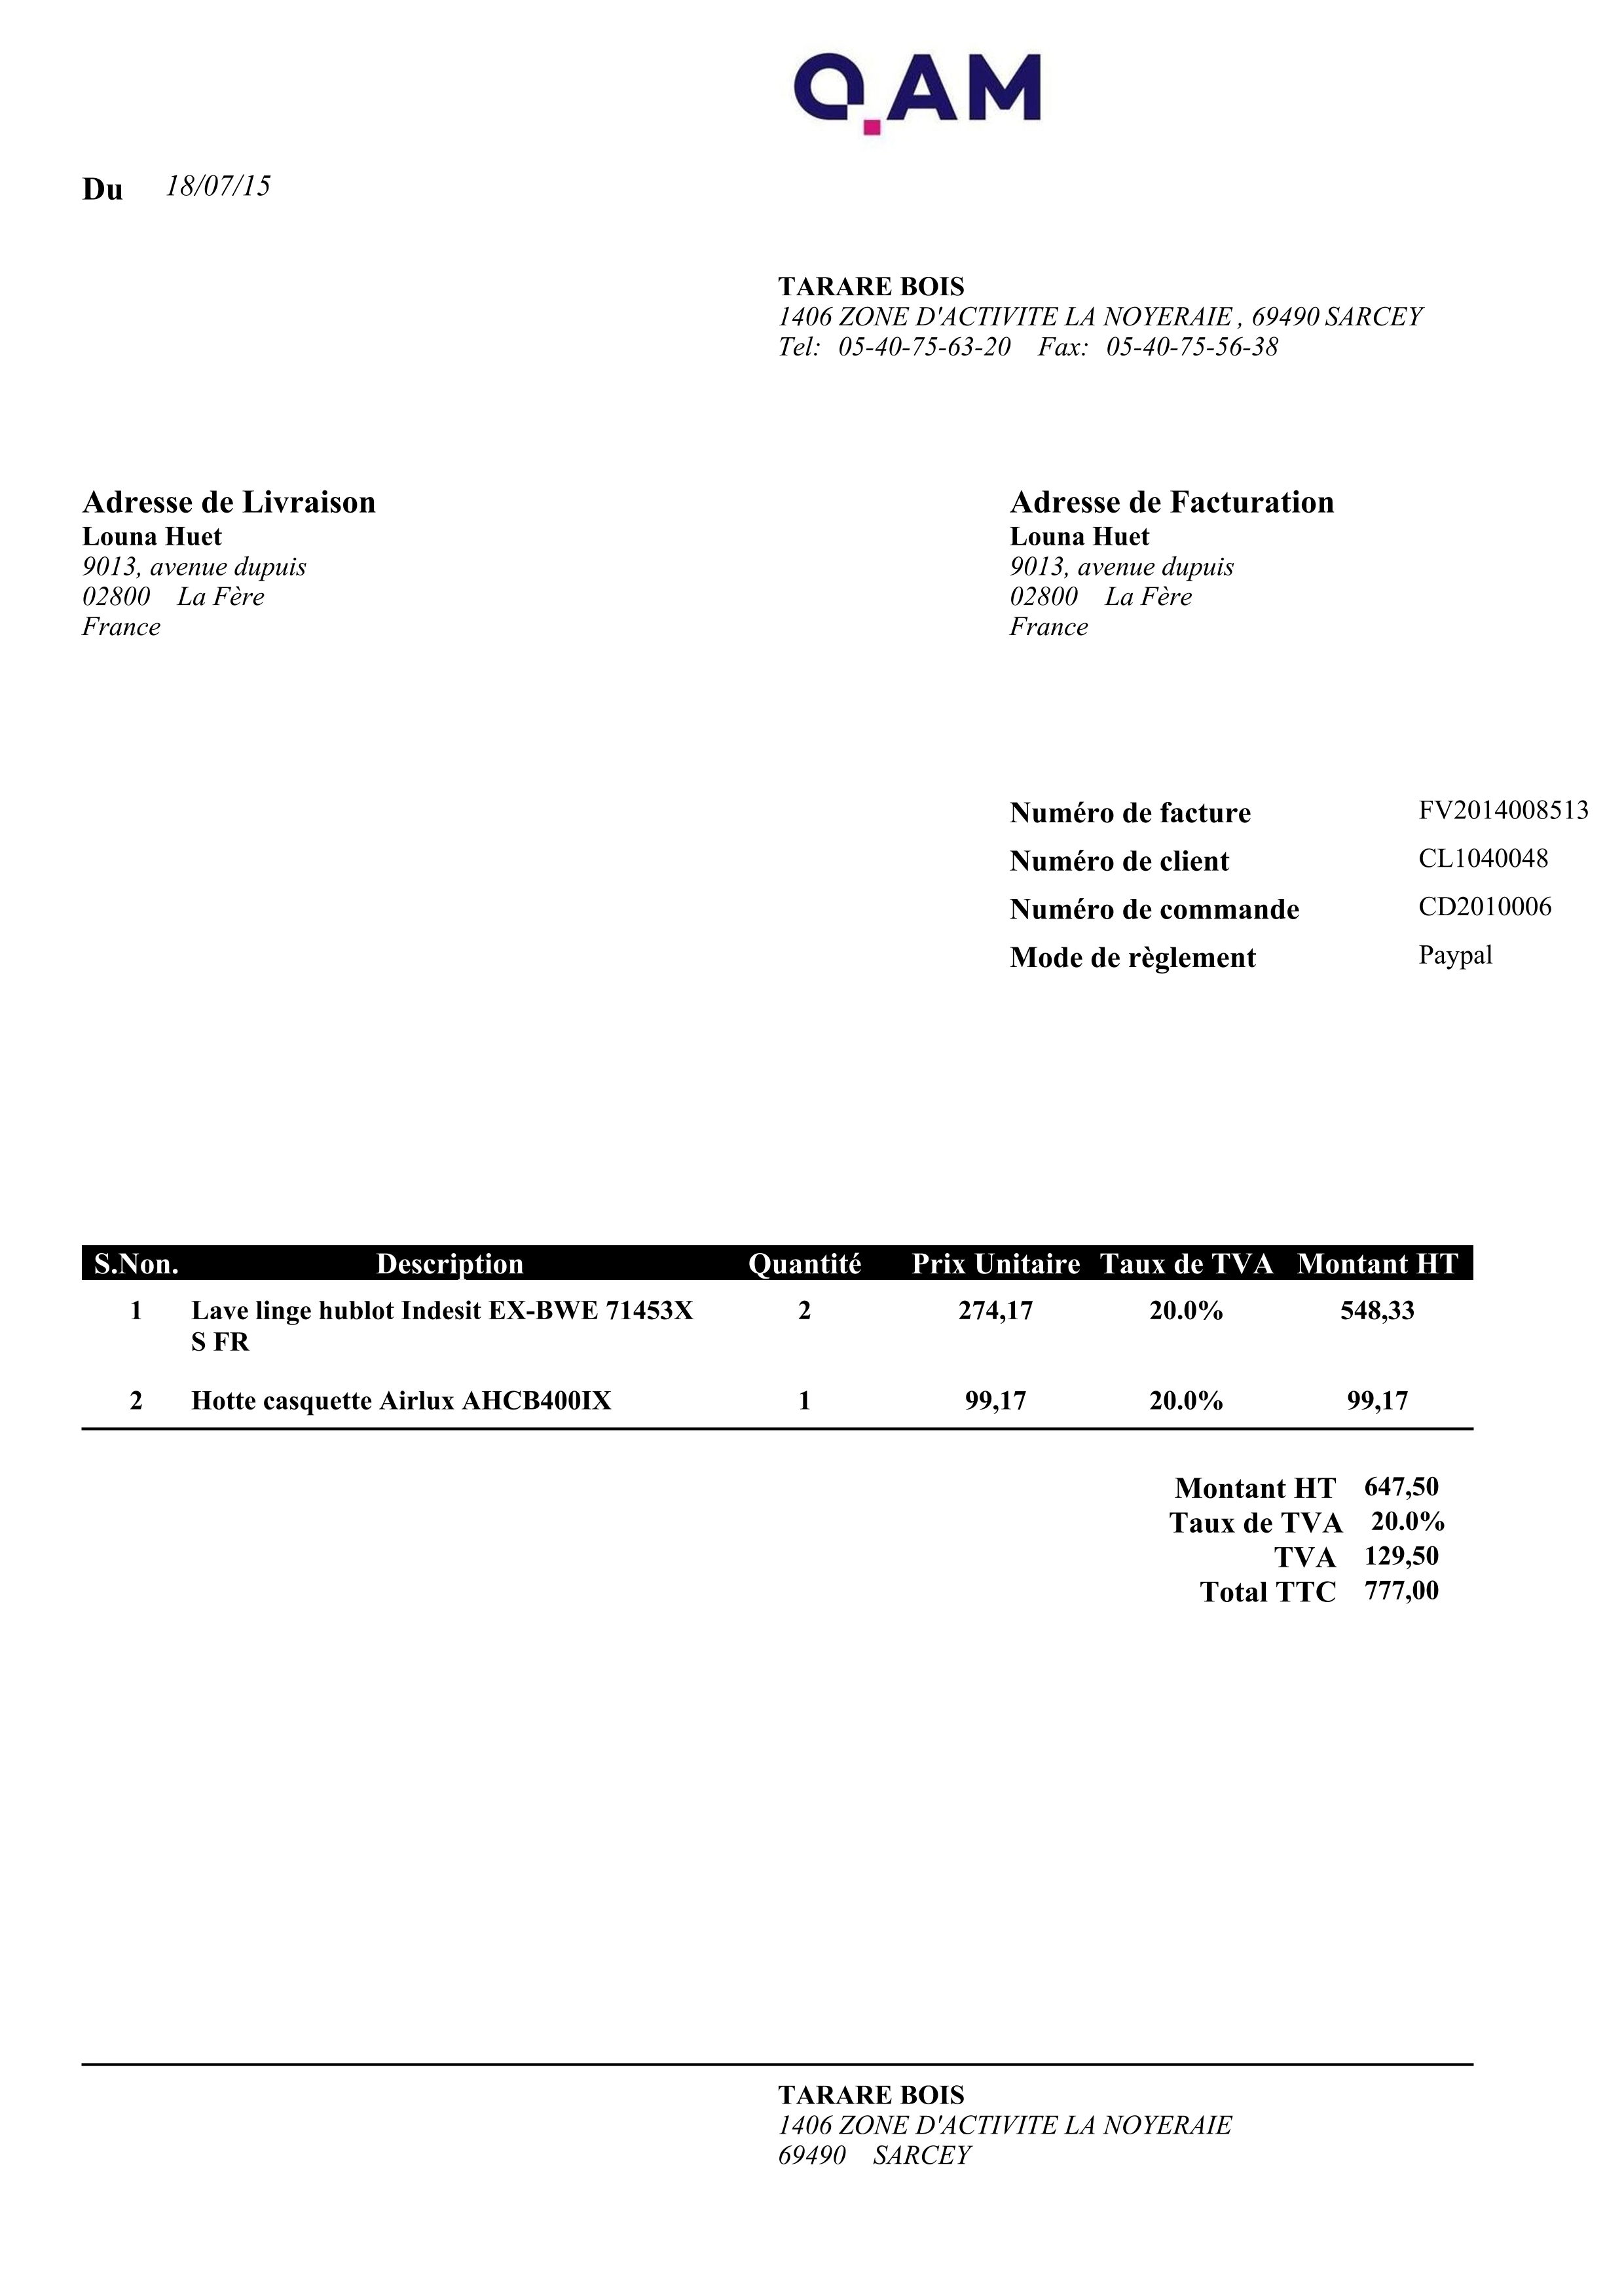 Q.AM
Du 18/07/15
TARARE BOIS
1406 ZONE D'ACTIVITE LA NOYERAIE , 69490 SARCEY
Tel: 05-40-75-63-20 Fax: 05-40-75-56-38
Adresse de Livraison
Louna Huet
9013, avenue dupuis
02800 La Fère
France
Adresse de Facturation
Louna Huet
9013, avenue dupuis
02800 La Fère
France
Numéro de facture FV2014008513
Numéro de client CL1040048
Numéro de commande CD2010006
Mode de règlement Paypal
S.Non. Description Quantité Prix Unitaire Taux de TVA Montant HT
1 Lave linge hublot Indesit EX-BWE 71453X 2 274,17 20.0% 548,33
S FR
2 Hotte casquette Airlux AHCB400IX 1 99,17 20.0% 99,17
Montant HT 647,50
Taux de TVA 20.0%
TVA 129,50
Total TTC 777,00
TARARE BOIS
1406 ZONE D'ACTIVITE LA NOYERAIE
69490 SARCEY